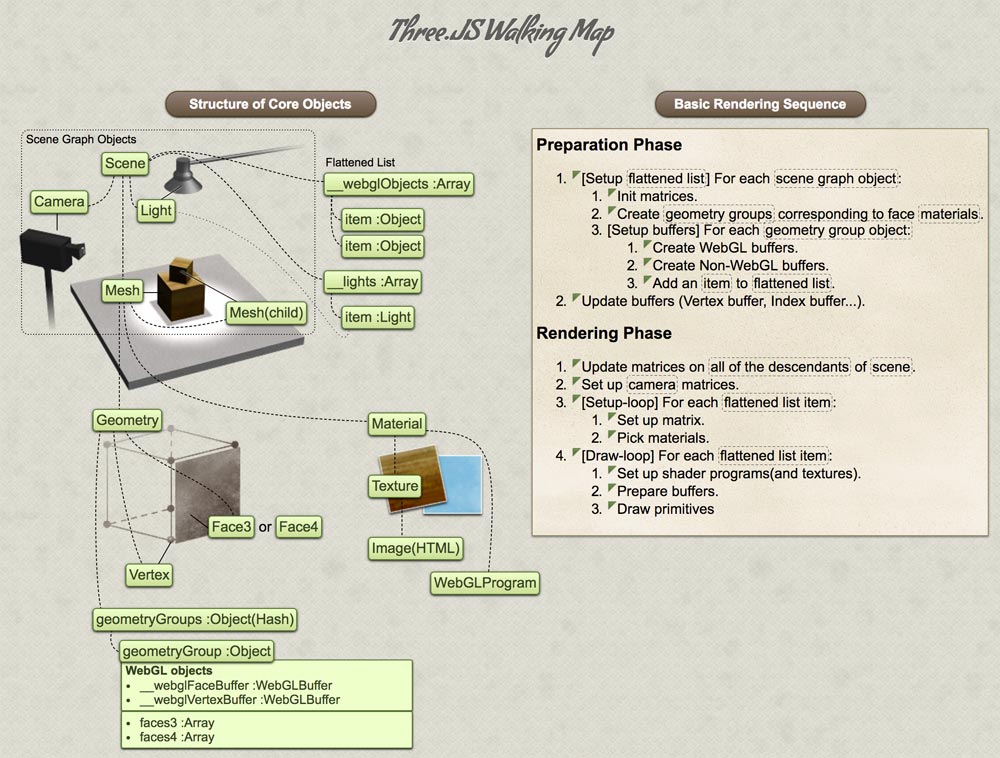 Three.JS Walking Map
Structure of Core Objects
Scene Graph Objects
Scene
Camera
Light
Mesh
Mesh(child)
Flattened List
__webglObjects :Array
item :Object
item :Object
__lights :Array
item :Light
Geometry
Face3 or Face4
Vertex
Material
Texture
Image(HTML)
WebGLProgram
geometryGroups :Object(Hash)
geometryGroup :Object
WebGL objects
• __webglFaceBuffer :WebGLBuffer
• __webglVertexBuffer :WebGLBuffer
• faces3 :Array
• faces4 :Array
Basic Rendering Sequence
Preparation Phase
1. [Setup flattened list] For each scene graph object:
1. Init matrices.
2. Create geometry groups corresponding to face materials.
3. [Setup buffers] For each geometry group object:
1. Create WebGL buffers.
2. Create Non-WebGL buffers.
3. Add an item to flattened list.
2. Update buffers (Vertex buffer, Index buffer...).
Rendering Phase
1. Update matrices on all of the descendants of scene.
2. Set up camera matrices.
3. [Setup-loop] For each flattened list item:
1. Set up matrix.
2. Pick materials.
4. [Draw-loop] For each flattened list item:
1. Set up shader programs(and textures).
2. Prepare buffers.
3. Draw primitives